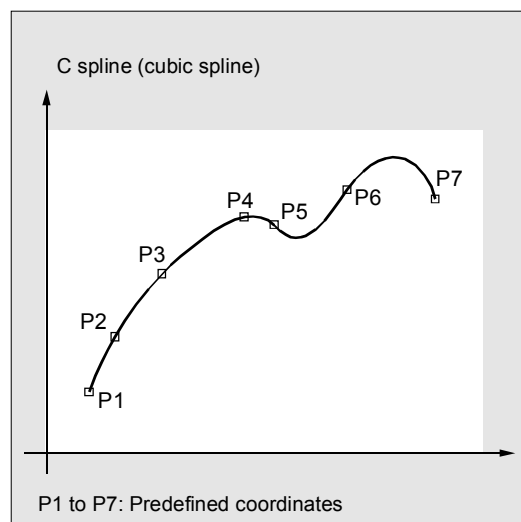 C spline (cubic spline)
P7
P4
P5
P6
P3
P2
P1
P1 to P7: Predefined coordinates